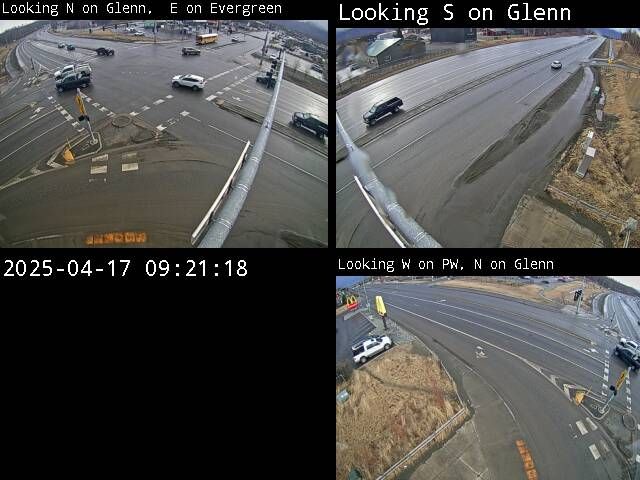 Looking N on Glenn,  E on Evergreen
Looking S on Glenn
2025-04-17 09:21:18
Looking W on PW, N on Glenn